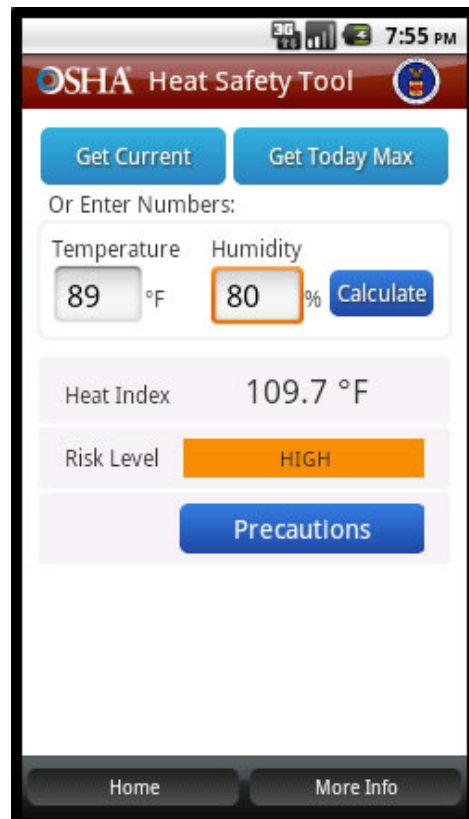 3G 7:55 PM
OSHA Heat Safety Tool
Get Current Get Today Max
Or Enter Numbers:
Temperature Humidity
89 °F 80 % Calculate
Heat Index 109.7 °F
Risk Level HIGH
Precautions
Home More Info